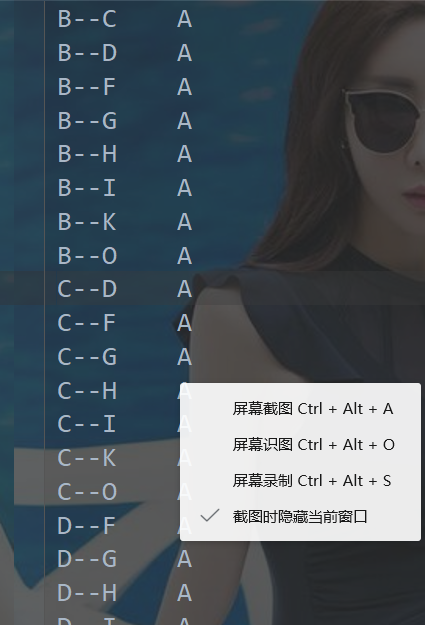 B--C    A
B--D    A
B--F    A
B--G    A
B--H    A
B--I    A
B--K    A
B--O    A
C--D    A
C--F    A
C--G    A
C--H    A
屏幕截图 Ctrl + Alt + A
C--I    A
屏幕识图 Ctrl + Alt + O
C--K    A
屏幕录制 Ctrl + Alt + S
C--O    A
截图时隐藏当前窗口
D--F    A
D--G    A
D--H    A
D--I    A